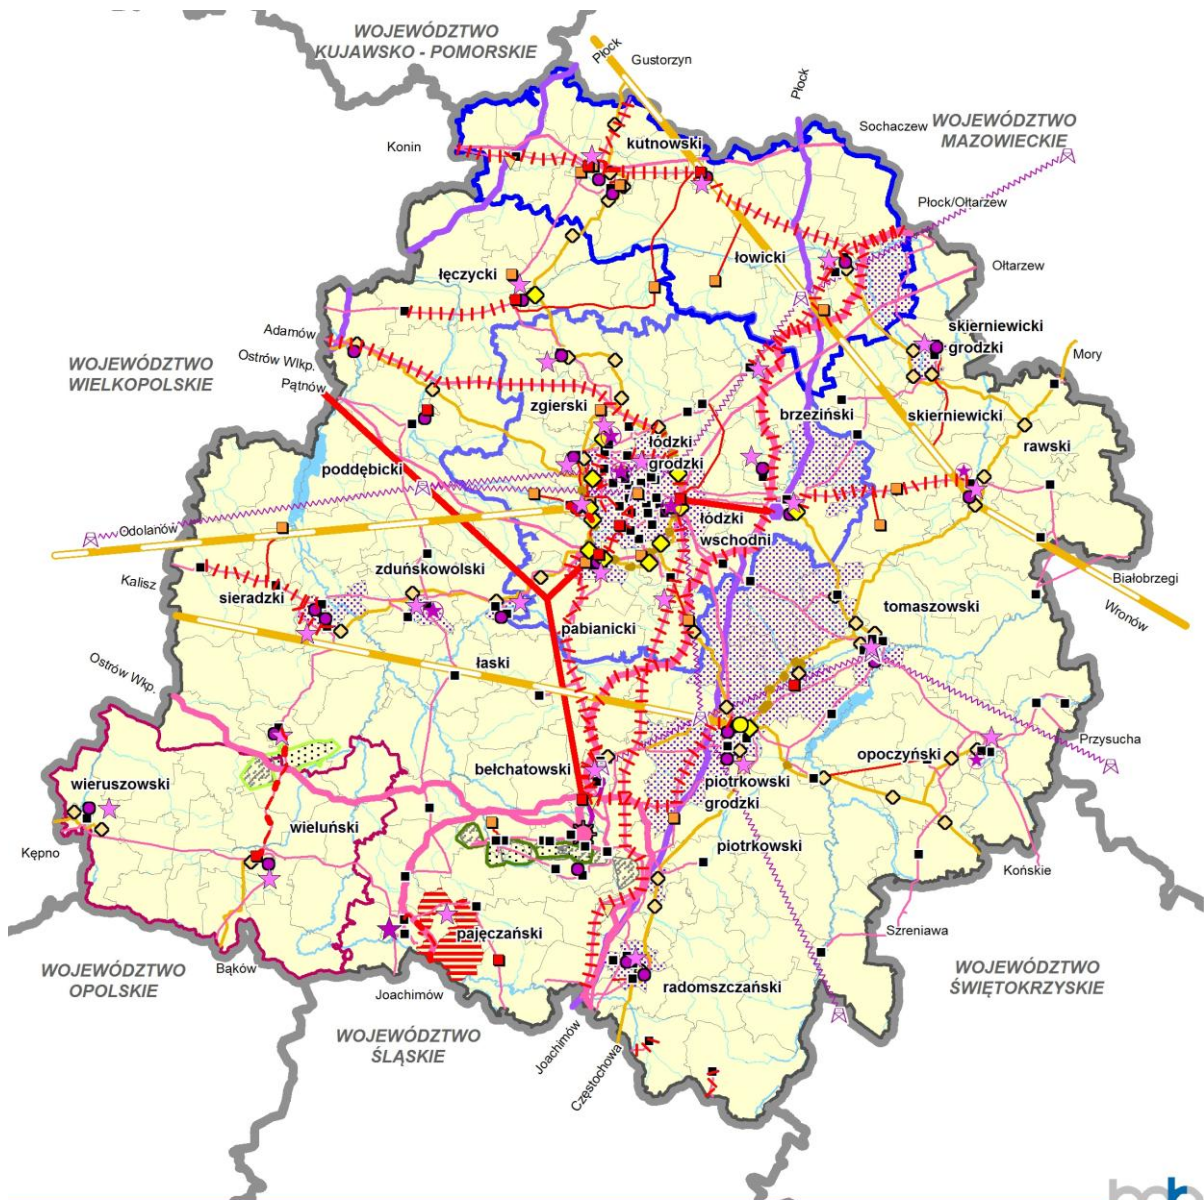 WOJEWÓDZTWO
KUJAWSKO - POMORSKIE
Płock
Gustorzyn
Płock
Sochaczew
WOJEWÓDZTWO
MAZOWIECKIE
Konin
kutnowski
Płock/Ołtarzew
łęczycki
łowicki
Ołtarzew
Adamów
Ostrów Wlkp.
Pątnów
WOJEWÓDZTWO
WIELKOPOLSKIE
skierniewicki
grodzki
Mory
zgierski
brzeziński
skierniewicki
rawski
łódzki
grodzki
poddębicki
Odolanów
łódzki
wschodni
Kalisz
zduńskowolski
sieradzki
Białobrzegi
Wronów
tomaszowski
pabianicki
łaski
Ostrów Wkp.
Przysucha
opoczyński
bełchatowski
piotrkowski
grodzki
wieruszowski
wieluński
piotrkowski
Kępno
Końskie
pajęczański
Szreniawa
Bąków
WOJEWÓDZTWO
OPOLSKIE
Joachimów
radomszczański
WOJEWÓDZTWO
ŚWIĘTOKRZYSKIE
WOJEWÓDZTWO
ŚLĄSKIE
Joachimów
Częstochowa